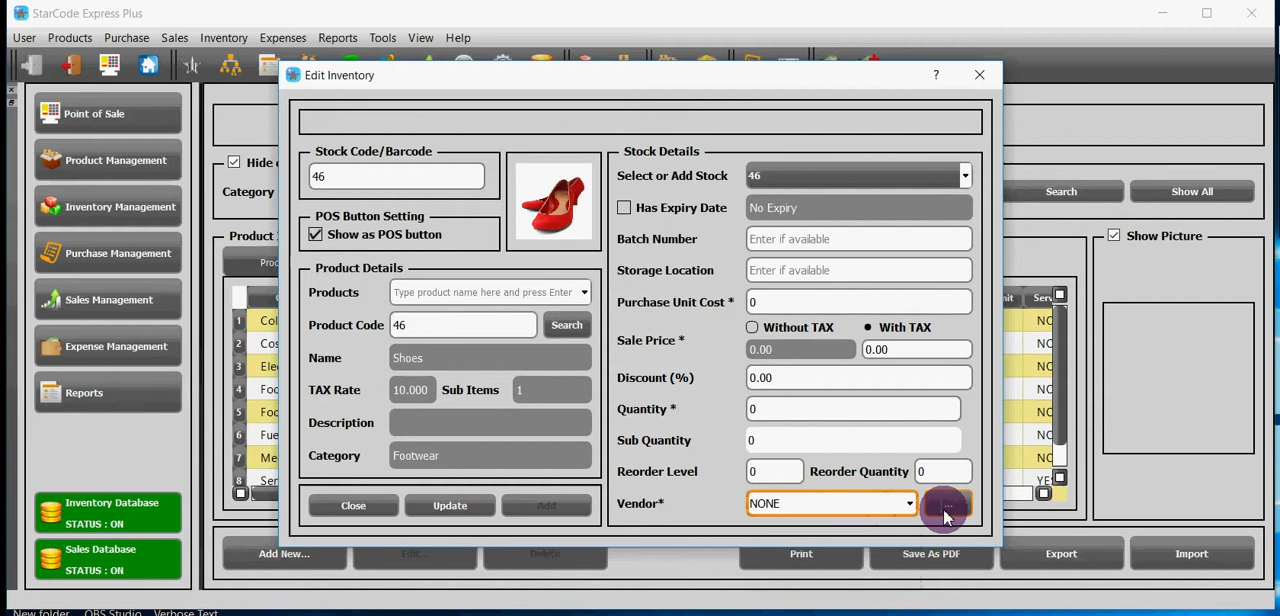 StarCode Express Plus
User Products Purchase Sales Inventory Expenses Reports Tools View Help
Edit Inventory
?
Point of Sale
Product Management
Inventory Management
Purchase Management
Sales Management
Expense Management
Reports
Inventory Database
STATUS : ON
Sales Database
STATUS : ON
Hide
Category
Search
Show All
Show Picture
Stock Code/Barcode
46
POS Button Setting
Show as POS button
Product Details
Products
Type product name here and press Enter
Product Code
46
Search
Name
Shoes
TAX Rate
10.000
Sub Items
1
Description
Category
Footwear
Close
Update
Add
Stock Details
Select or Add Stock
46
Has Expiry Date
No Expiry
Batch Number
Enter if available
Storage Location
Enter if available
Purchase Unit Cost *
0
Without TAX
With TAX
Sale Price *
0.00
0.00
Discount (%)
0.00
Quantity *
0
Sub Quantity
0
Reorder Level
0
Reorder Quantity
0
Vendor*
NONE
...
1
2
3
4
5
6
7
8
NO
NO
NO
NO
NO
NO
NO
YES
Add New...
Edit...
Delete
Print
Save As PDF
Export
Import
New folder OBS Studio Verbose Text